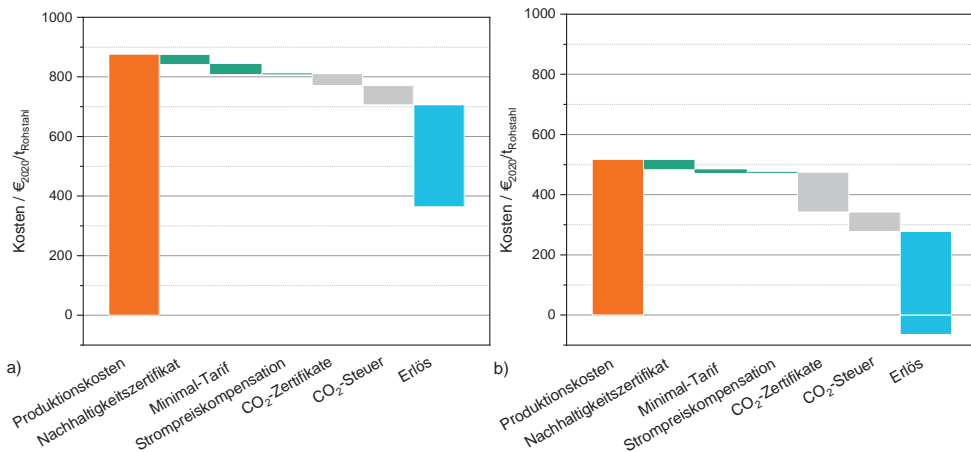 1000
800
600
400
200
0
Kosten / €2020/tRohstahl
a)
Produktionskosten
Nachhaltigkeitszertifikat
Minimal-Tarif
Strompreiskompensation
CO2-Zertifikate
CO2-Steuer
Erlös
1000
800
600
400
200
0
Kosten / €2020/tRohstahl
b)
Produktionskosten
Nachhaltigkeitszertifikat
Minimal-Tarif
Strompreiskompensation
CO2-Zertifikate
CO2-Steuer
Erlös